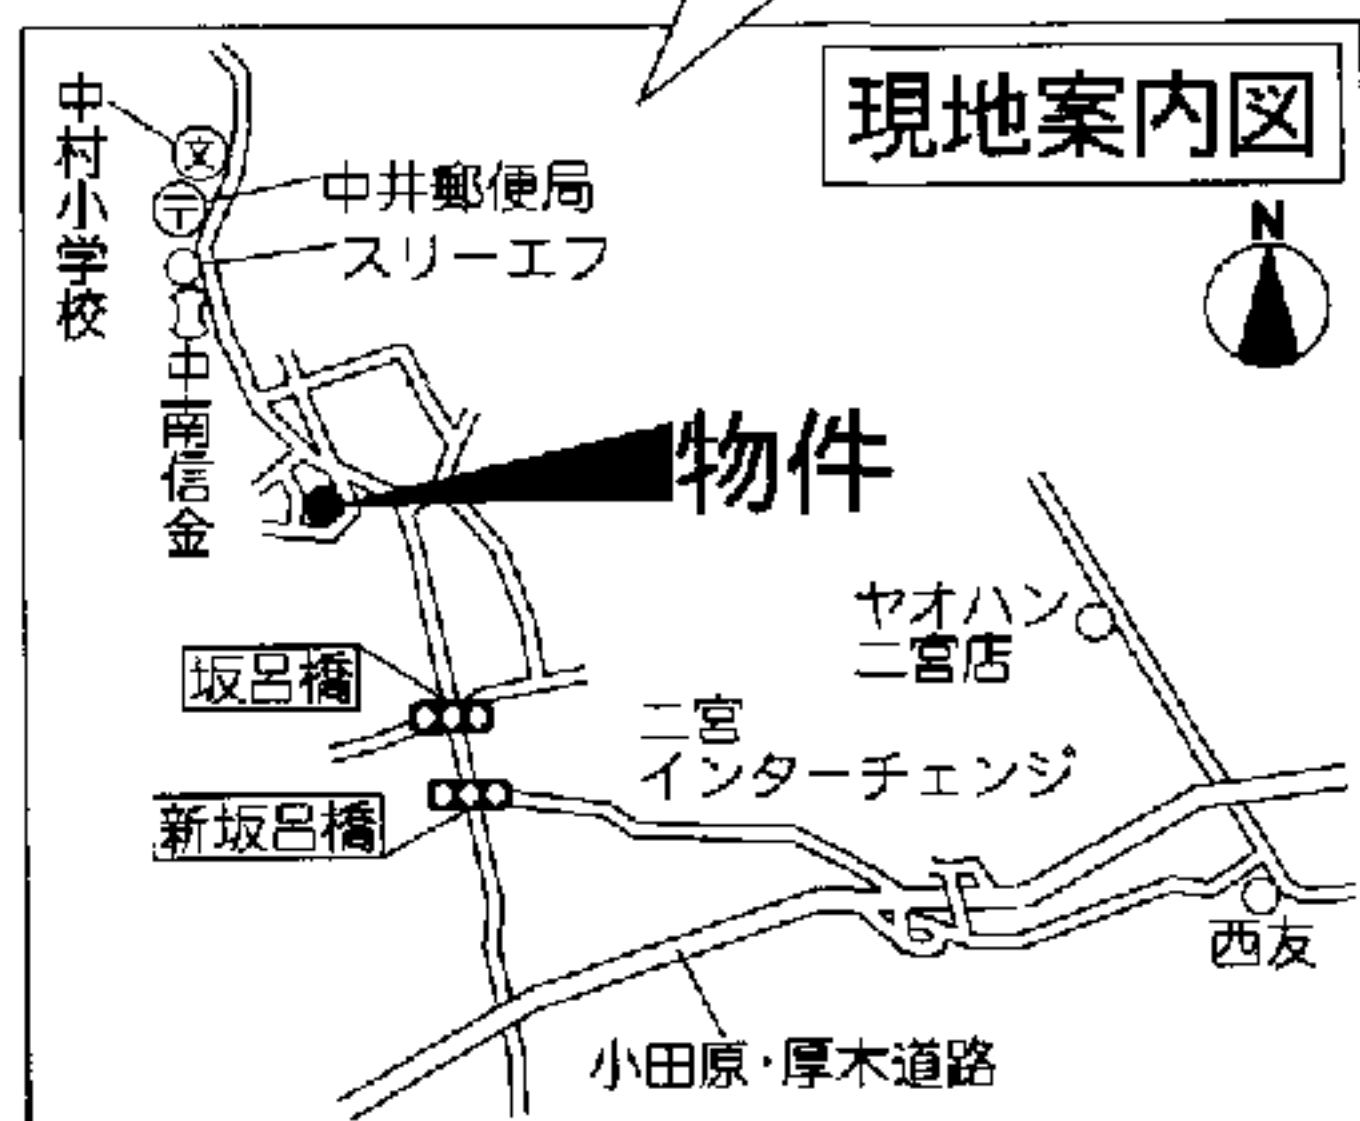 現地案内図
N
中村小学校
文
〒
中井郵便局
スリーエフ
中南信金
物件
ヤオハン
二宮店
坂呂橋
二宮
インターチェンジ
新坂呂橋
西友
小田原・厚木道路